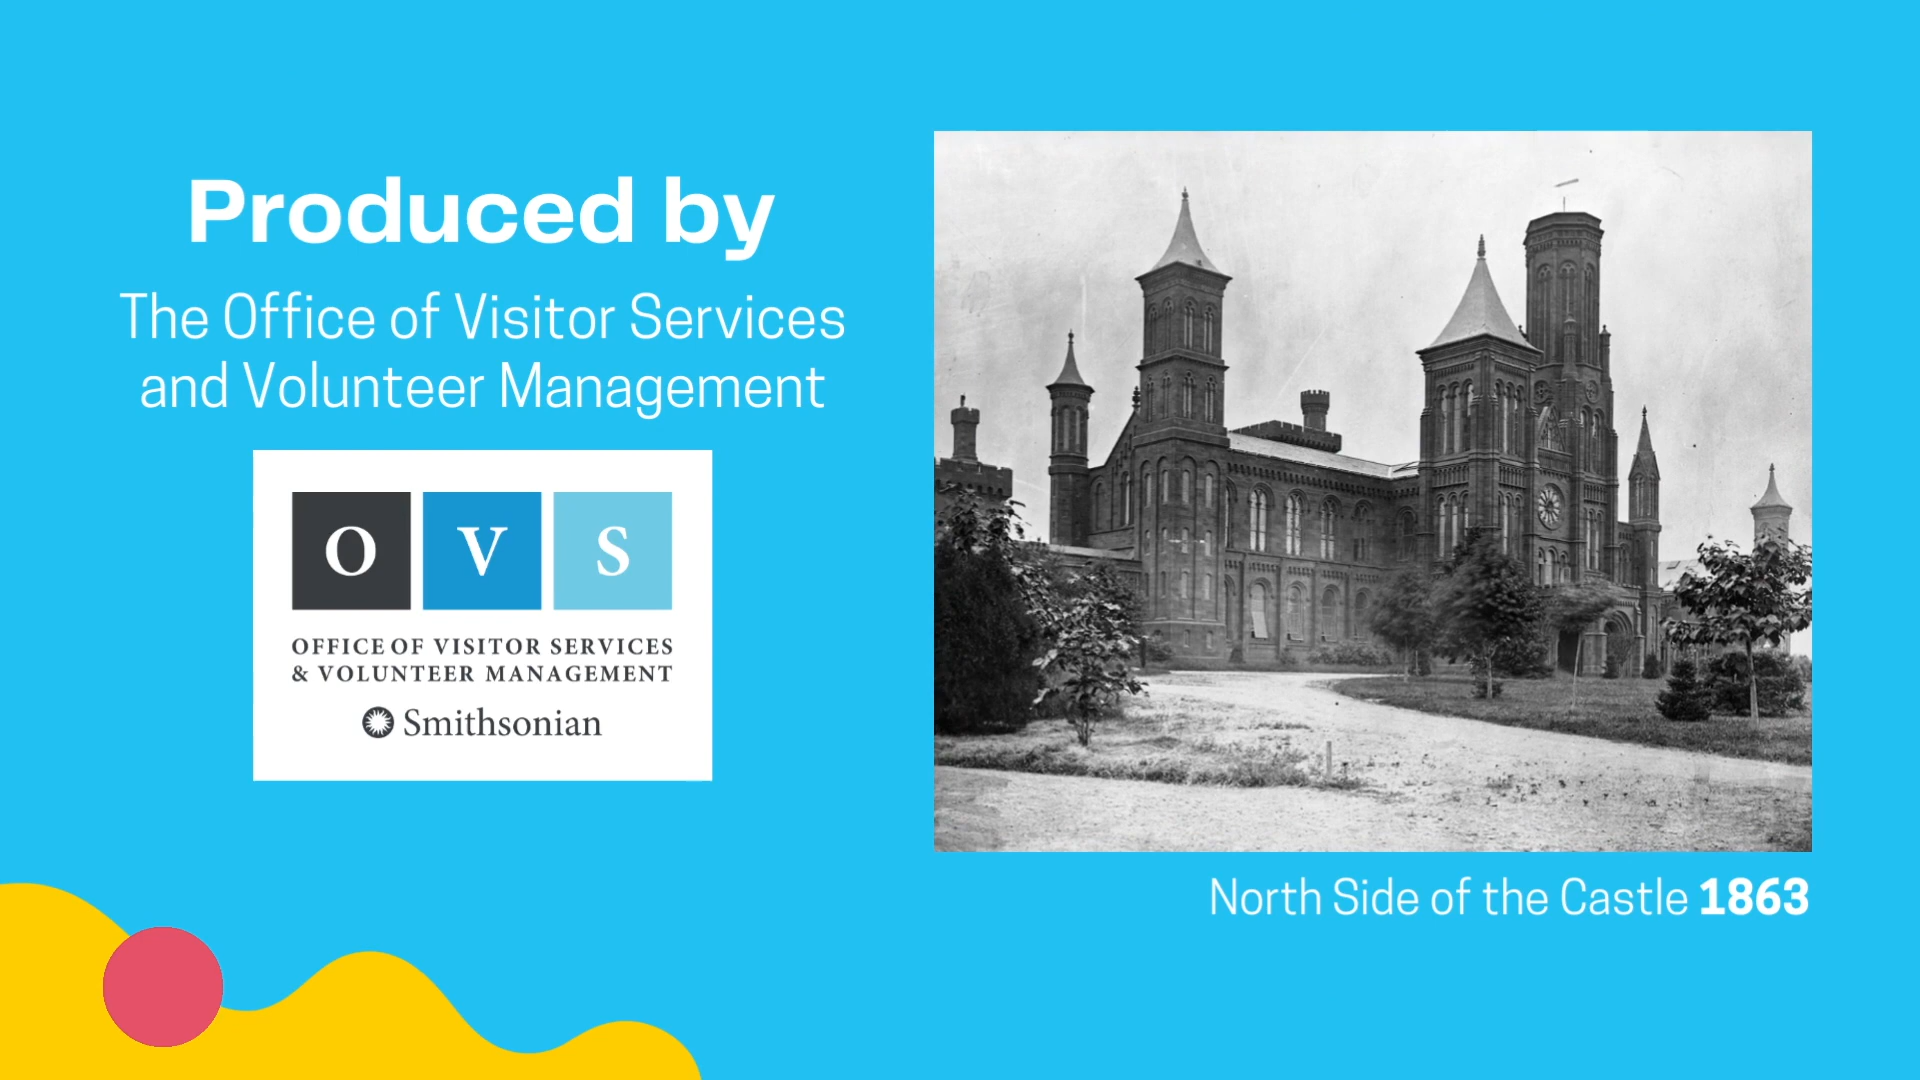 Produced by
The Office of Visitor Services
and Volunteer Management
O V S
OFFICE OF VISITOR SERVICES
& VOLUNTEER MANAGEMENT
Smithsonian
North Side of the Castle 1863